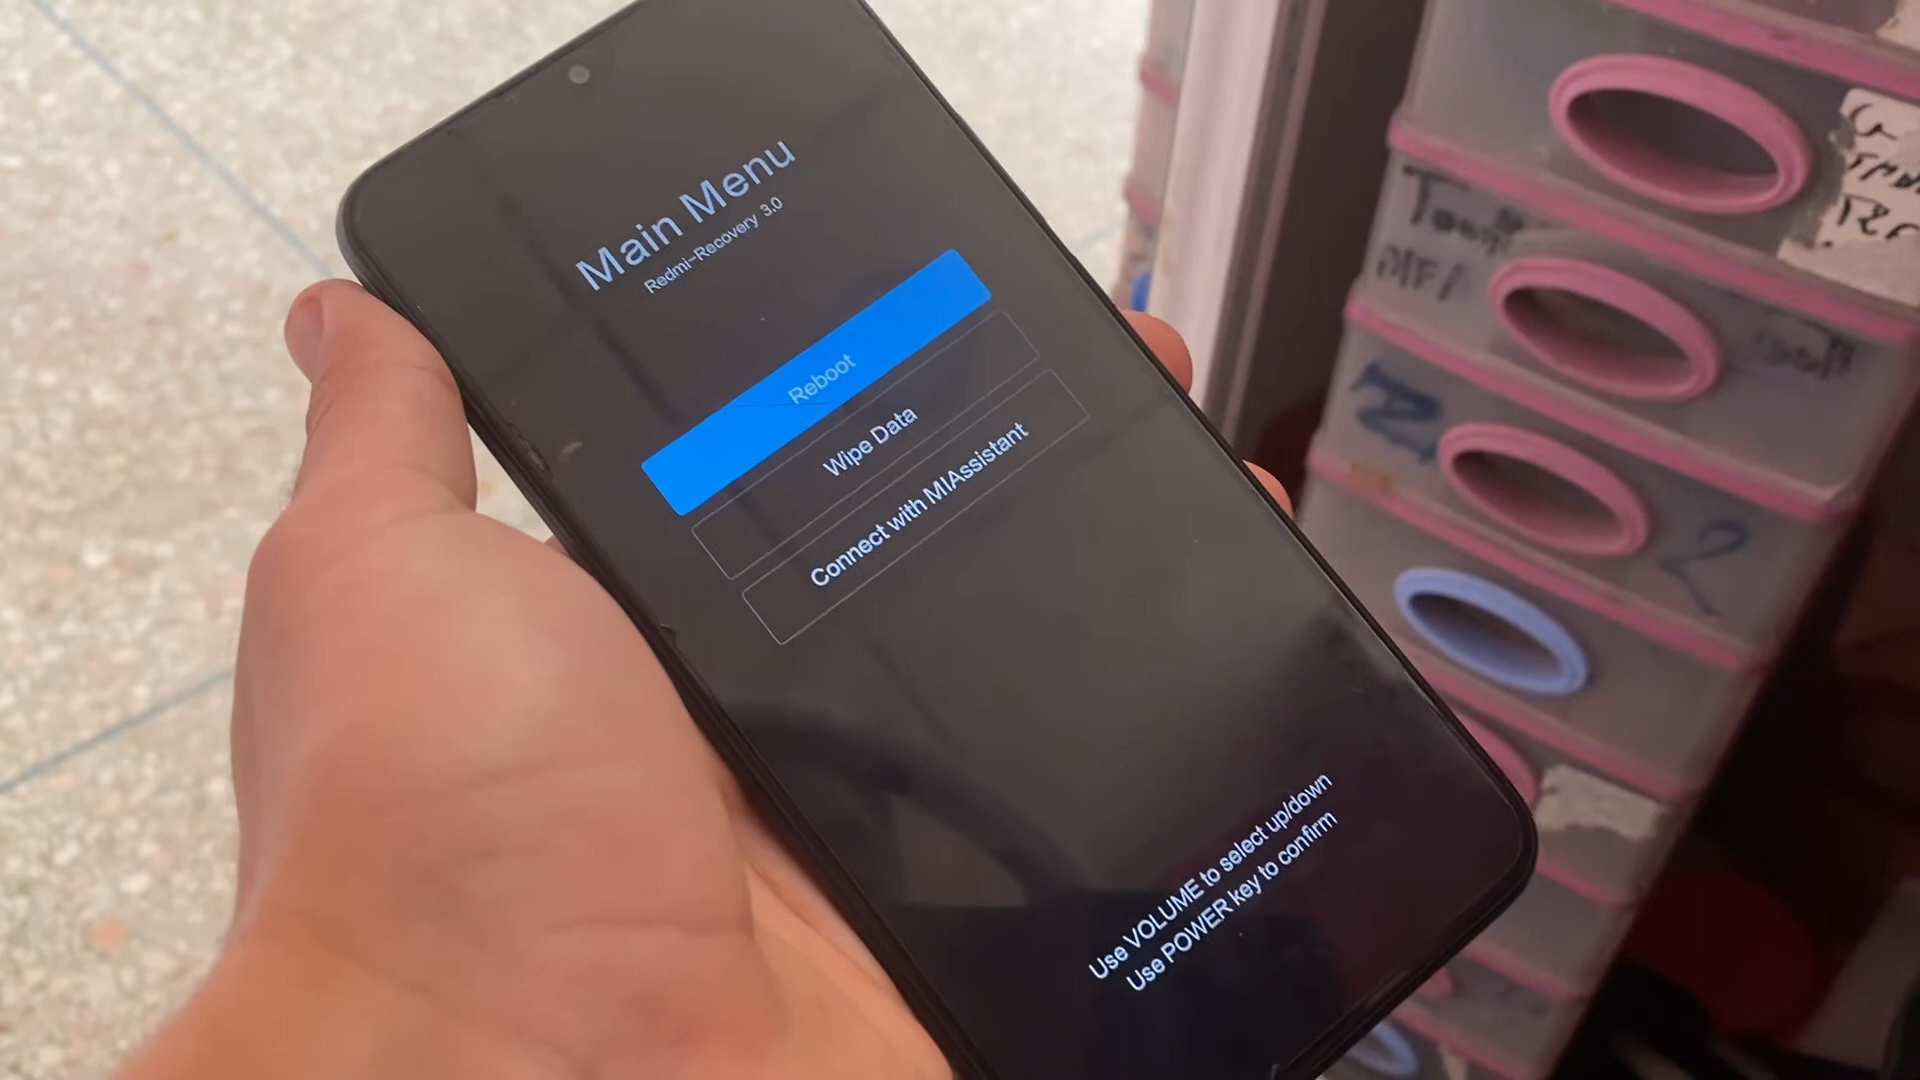 Main Menu
Redmi-Recovery 3.0
Reboot
Wipe Data
Connect with MIAssistant
Use VOLUME to select up/down
Use POWER key to confirm
2